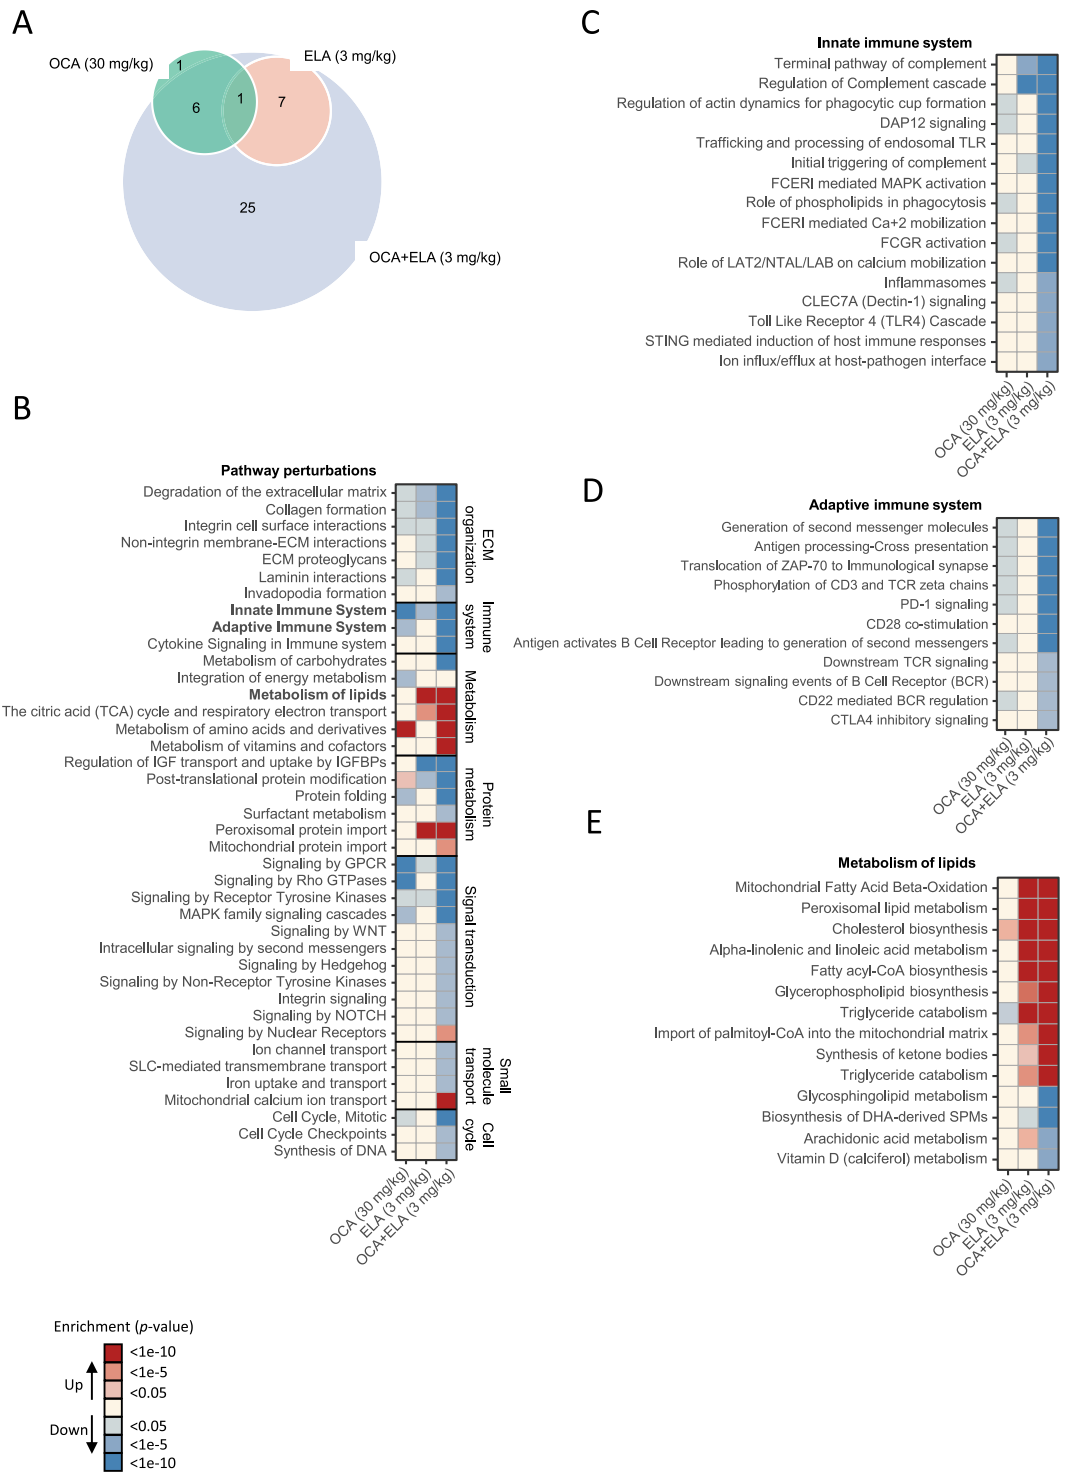 A
OCA (30 mg/kg)
ELA (3 mg/kg)
1
6
1
7
25
OCA+ELA (3 mg/kg)
B
Pathway perturbations
Degradation of the extracellular matrix
Collagen formation
Integrin cell surface interactions
Non-integrin membrane-ECM interactions
ECM proteoglycans
Laminin interactions
Invadopodia formation
Innate Immune System
Adaptive Immune System
Cytokine Signaling in Immune system
Metabolism of carbohydrates
Integration of energy metabolism
Metabolism of lipids
The citric acid (TCA) cycle and respiratory electron transport
Metabolism of amino acids and derivatives
Metabolism of vitamins and cofactors
Regulation of IGF transport and uptake by IGFBPs
Post-translational protein modification
Protein folding
Surfactant metabolism
Peroxisomal protein import
Mitochondrial protein import
Signaling by GPCR
Signaling by Rho GTPases
Signaling by Receptor Tyrosine Kinases
MAPK family signaling cascades
Signaling by WNT
Intracellular signaling by second messengers
Signaling by Hedgehog
Signaling by Non-Receptor Tyrosine Kinases
Integrin signaling
Signaling by NOTCH
Signaling by Nuclear Receptors
Ion channel transport
SLC-mediated transmembrane transport
Iron uptake and transport
Mitochondrial calcium ion transport
Cell Cycle, Mitotic
Cell Cycle Checkpoints
Synthesis of DNA
ECM
organization
Immune
system
Metabolism
Protein
metabolism
Signal transduction
Small
molecule
transport
Cell
cycle
OCA (30 mg/kg)
ELA (3 mg/kg)
OCA+ELA (3 mg/kg)
Enrichment (p-value)
Up
Down
<1e-10
<1e-5
<0.05
<0.05
<1e-5
<1e-10
C
Innate immune system
Terminal pathway of complement
Regulation of Complement cascade
Regulation of actin dynamics for phagocytic cup formation
DAP12 signaling
Trafficking and processing of endosomal TLR
Initial triggering of complement
FCERI mediated MAPK activation
Role of phospholipids in phagocytosis
FCERI mediated Ca+2 mobilization
FCGR activation
Role of LAT2/NTAL/LAB on calcium mobilization
Inflammasomes
CLEC7A (Dectin-1) signaling
Toll Like Receptor 4 (TLR4) Cascade
STING mediated induction of host immune responses
Ion influx/efflux at host-pathogen interface
OCA (30 mg/kg)
ELA (3 mg/kg)
OCA+ELA (3 mg/kg)
D
Adaptive immune system
Generation of second messenger molecules
Antigen processing-Cross presentation
Translocation of ZAP-70 to Immunological synapse
Phosphorylation of CD3 and TCR zeta chains
PD-1 signaling
CD28 co-stimulation
Antigen activates B Cell Receptor leading to generation of second messengers
Downstream TCR signaling
Downstream signaling events of B Cell Receptor (BCR)
CD22 mediated BCR regulation
CTLA4 inhibitory signaling
OCA (30 mg/kg)
ELA (3 mg/kg)
OCA+ELA (3 mg/kg)
E
Metabolism of lipids
Mitochondrial Fatty Acid Beta-Oxidation
Peroxisomal lipid metabolism
Cholesterol biosynthesis
Alpha-linolenic and linoleic acid metabolism
Fatty acyl-CoA biosynthesis
Glycerophospholipid biosynthesis
Triglyceride catabolism
Import of palmitoyl-CoA into the mitochondrial matrix
Synthesis of ketone bodies
Triglyceride catabolism
Glycosphingolipid metabolism
Biosynthesis of DHA-derived SPMs
Arachidonic acid metabolism
Vitamin D (calciferol) metabolism
OCA (30 mg/kg)
ELA (3 mg/kg)
OCA+ELA (3 mg/kg)